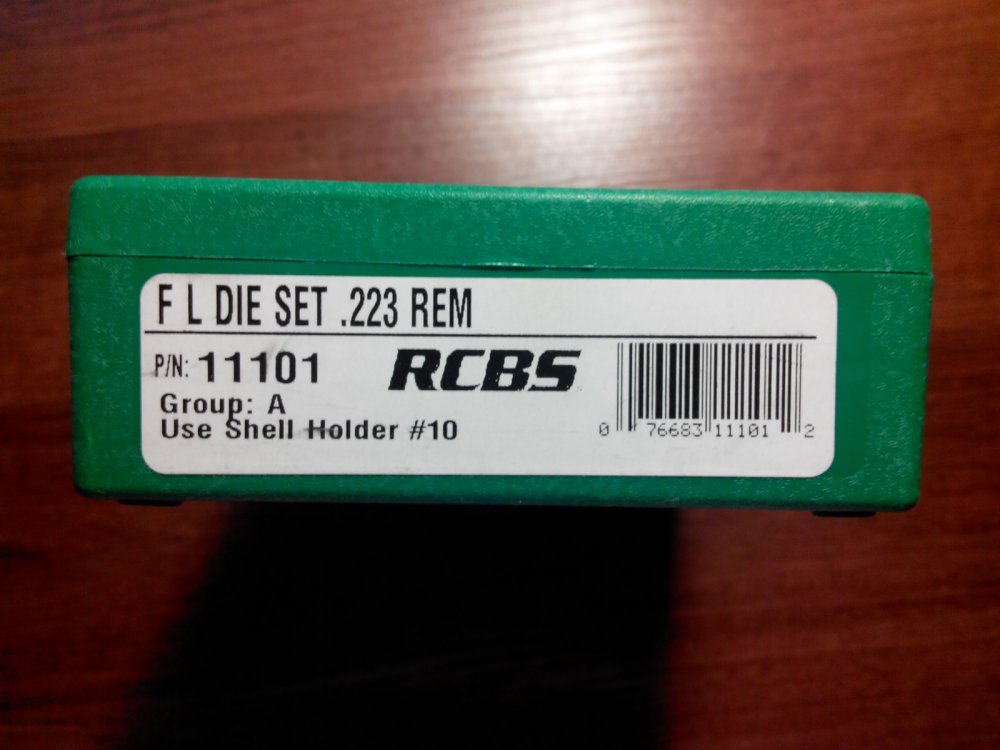 F L DIE SET .223 REM
P/N: 11101
RCBS
Group: A
Use Shell Holder #10
0 76683 11101 2